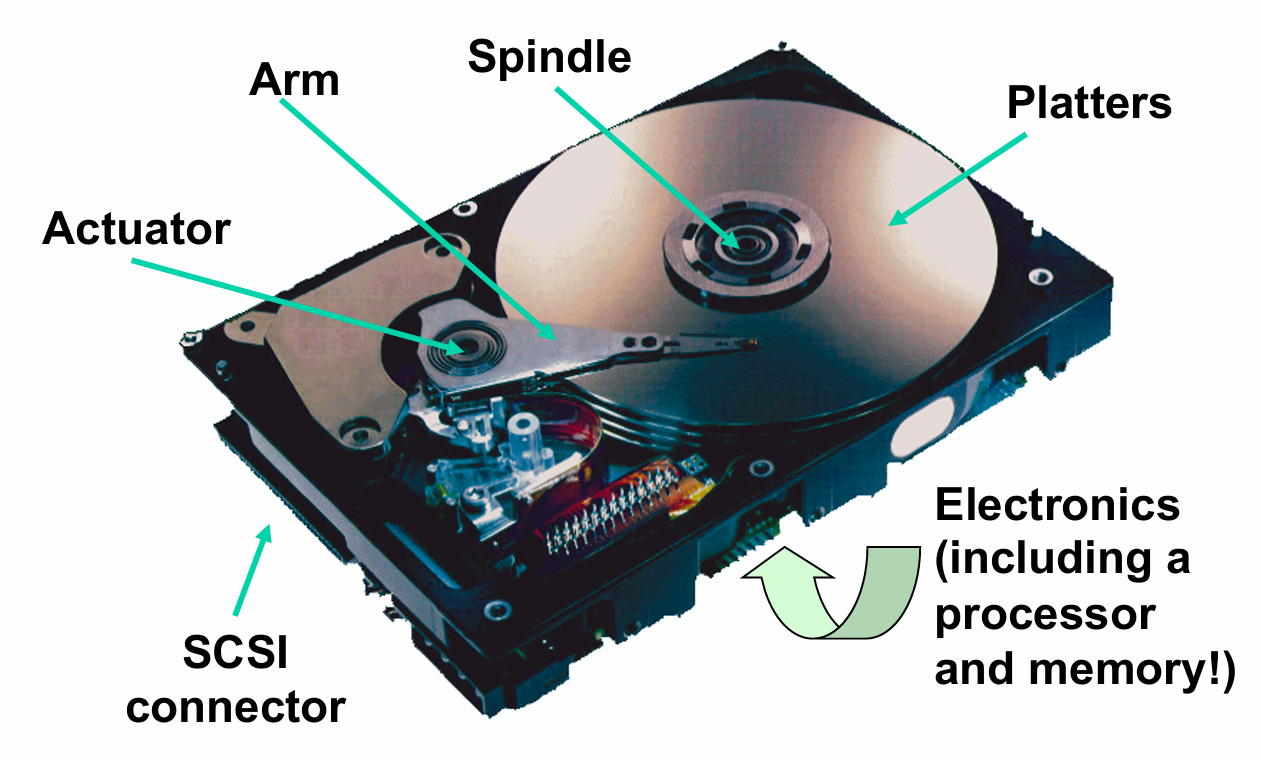 Spindle
Arm
Platters
Actuator
Electronics
(including a
processor
and memory!)
SCSI
connector